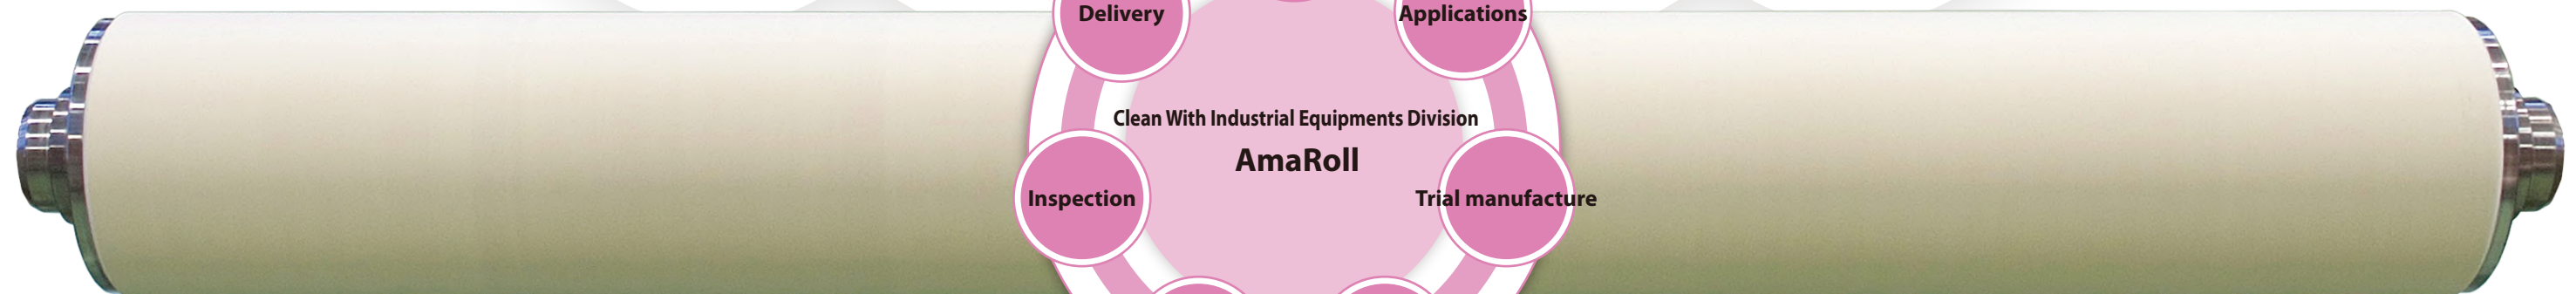 Delivery
Applications
Clean With Industrial Equipments Division
AmaRoll
Inspection
Trial manufacture